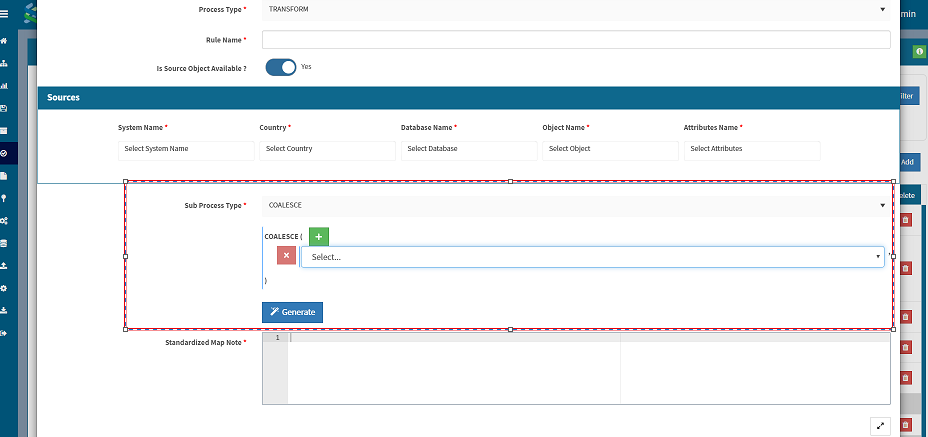 Process Type *
TRANSFORM
min
Rule Name *
Is Source Object Available ?
Yes
ilter
Sources
System Name *
Country *
Database Name *
Object Name *
Attributes Name *
Select System Name
Select Country
Select Database
Select Object
Select Attributes
Add
elete
Sub Process Type *
COALESCE
COALESCE (
+
×
Select...
,
)
Generate
Standardized Map Note *
1